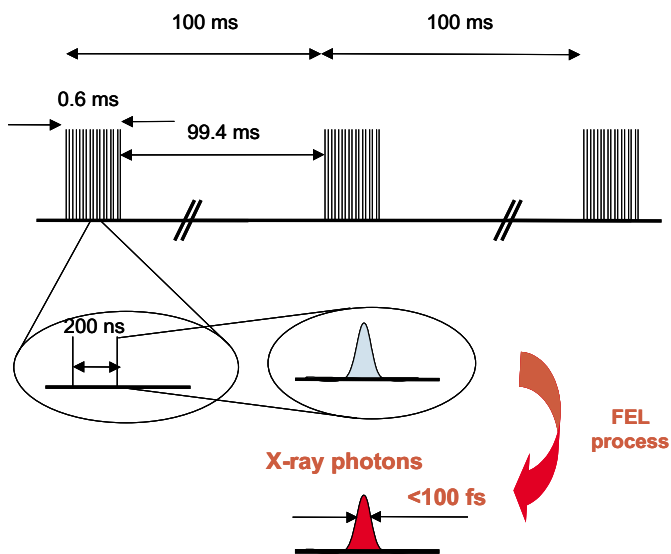 100 ms
100 ms
0.6 ms
99.4 ms
200 ns
FEL
process
X-ray photons
<100 fs